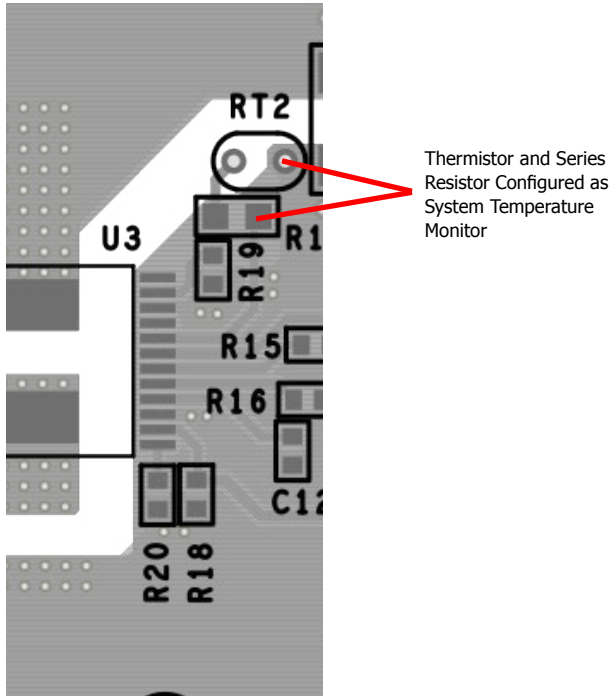 RT2
Thermistor and Series
Resistor Configured as
System Temperature
Monitor
U3
R1
R19
R15
R16
C12
R20
R18